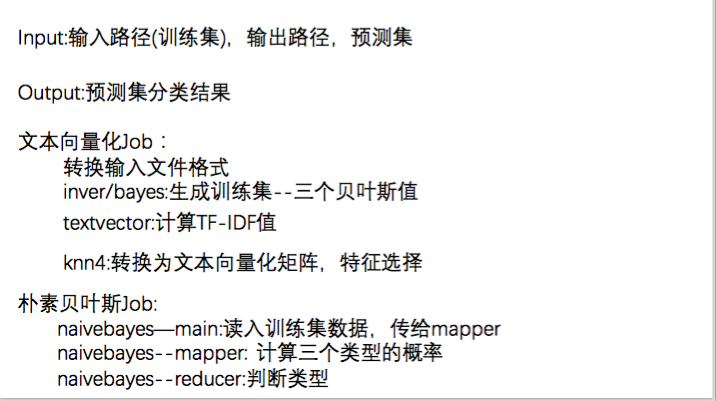 Input:输入路径(训练集)，输出路径，预测集
Output:预测集分类结果
文本向量化Job：
转换输入文件格式
inver/bayes:生成训练集--三个贝叶斯值
textvector:计算TF-IDF值
knn4:转换为文本向量化矩阵，特征选择
朴素贝叶斯Job:
naivebayes—main:读入训练集数据，传给mapper
naivebayes--mapper: 计算三个类型的概率
naivebayes--reducer:判断类型